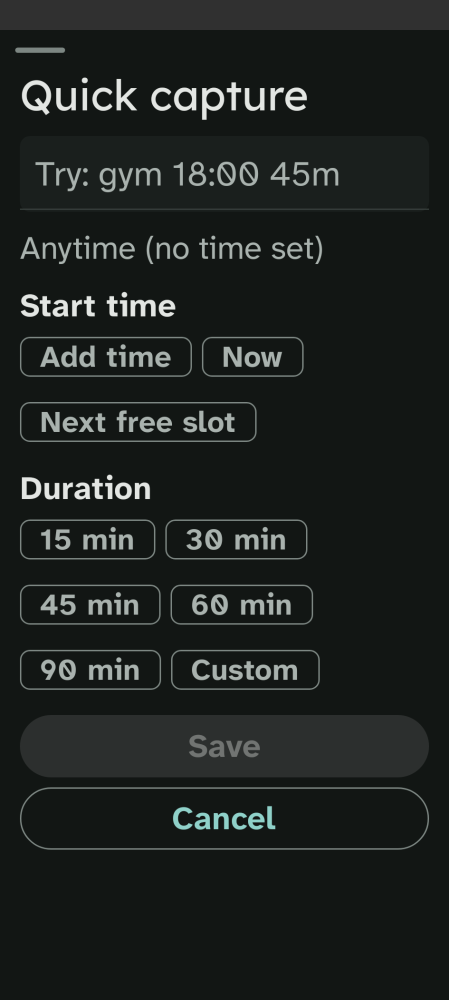 Quick capture
Try: gym 18:00 45m
Anytime (no time set)
Start time
Add time Now
Next free slot
Duration
15 min 30 min
45 min 60 min
90 min Custom
Save
Cancel